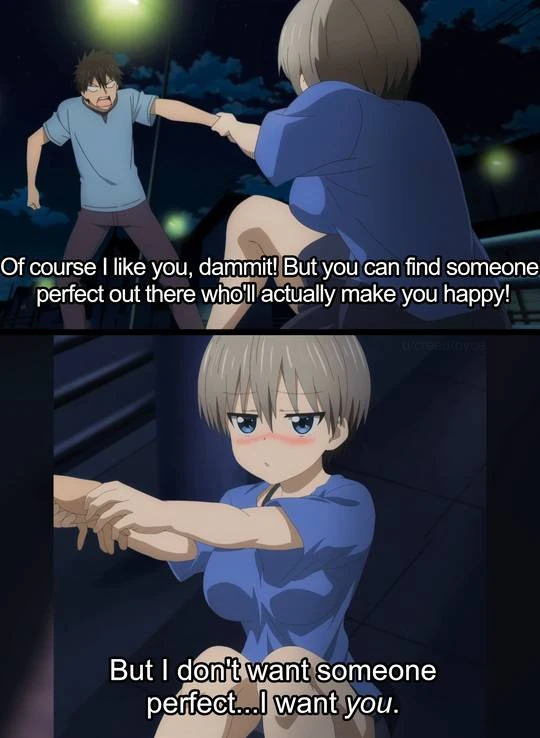 Of course I like you, dammit! But you can find someone
perfect out there who'll actually make you happy!
u/creedroyce
But I don't want someone
perfect...I want you.